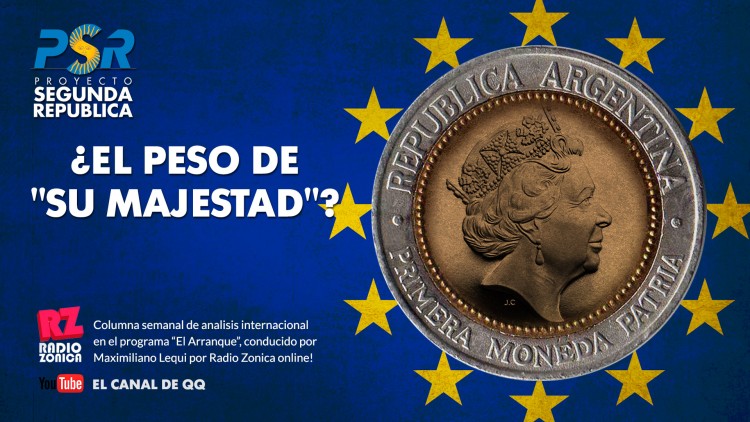 PSR
PROYECTO
SEGUNDA
REPUBLICA
¿EL PESO DE
"SU MAJESTAD"?
REPUBLICA ARGENTINA
PRIMERA MONEDA PATRIA
J.C
RZ
RADIO
ZONICA
Columna semanal de analisis internacional
en el programa "El Arranque", conducido por
Maximiliano Lequi por Radio Zonica online!
YouTube EL CANAL DE QQ